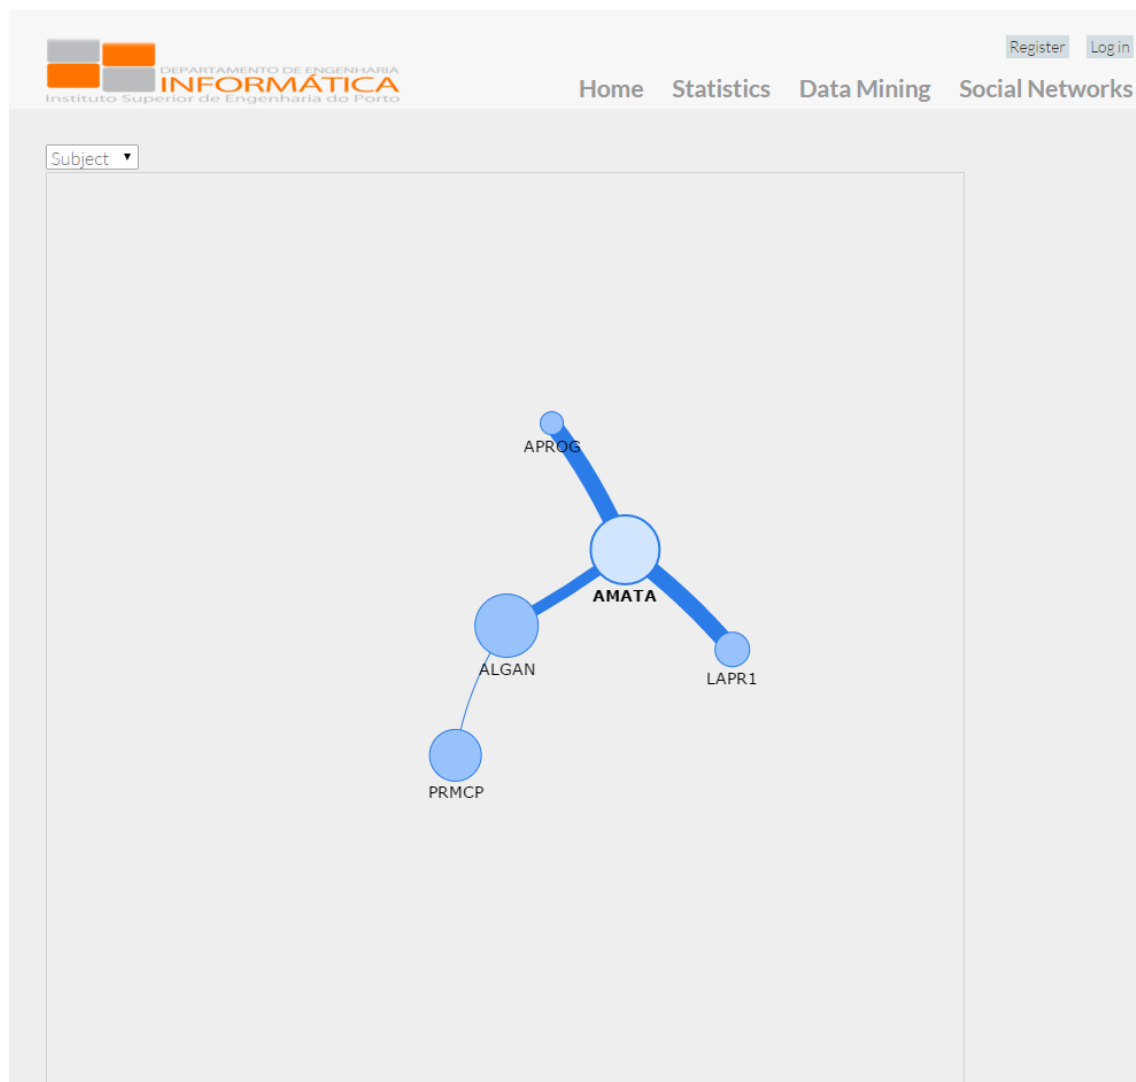 Register Log in
DEPARTAMENTO DE ENGENHARIA
INFORMÁTICA
Instituto Superior de Engenharia do Porto
Home Statistics Data Mining Social Networks
Subject
APROG
AMATA
ALGAN
LAPR1
PRMCP